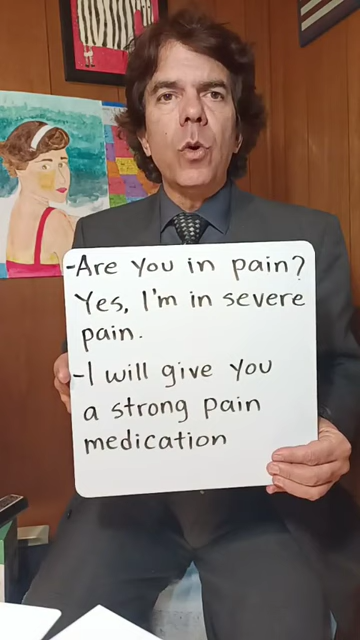 -Are you in pain?
Yes, I'm in severe
pain.
-I will give you
a strong pain
medication